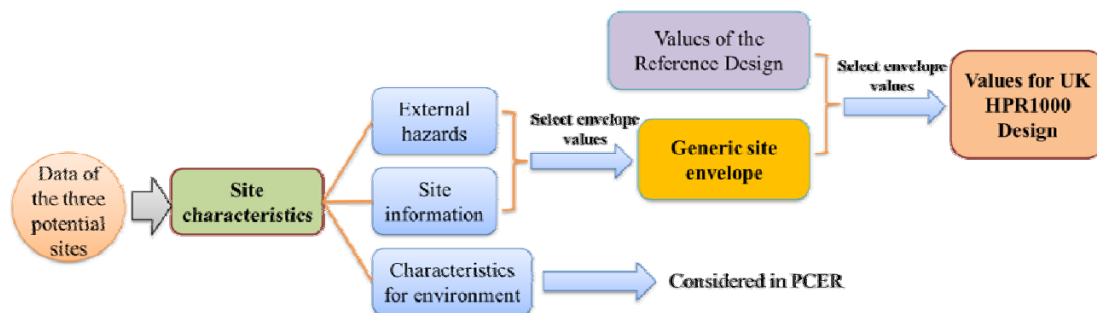 Data of
the three
potential
sites
Site
characteristics
External
hazards
Site
information
Characteristics
for environment
Select envelope
values
Considered in PCER
Values of the
Reference Design
Generic site
envelope
Select envelope
values
Values for UK
HPR1000
Design